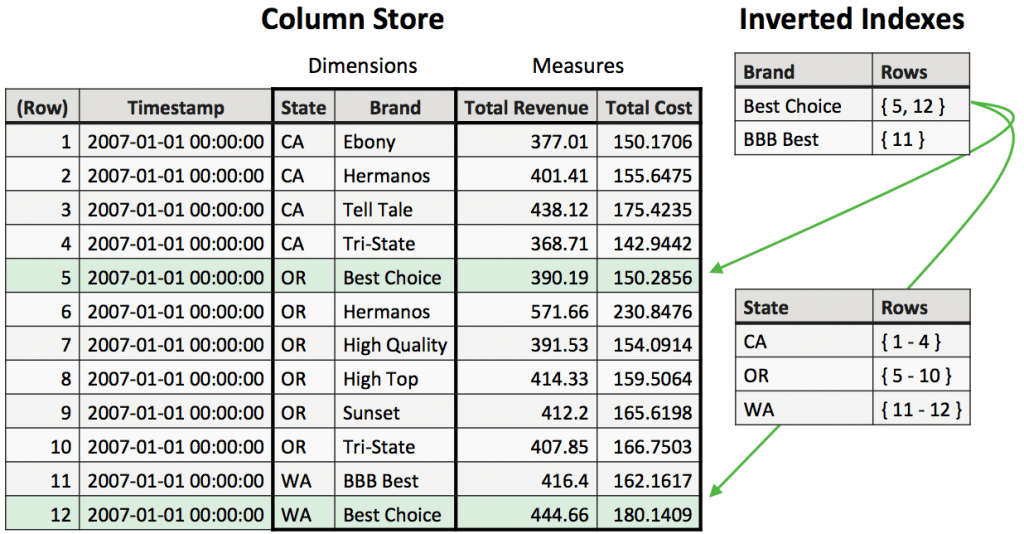 Column Store
Inverted Indexes
Dimensions Measures
(Row) Timestamp State Brand Total Revenue Total Cost
1 2007-01-01 00:00:00 CA Ebony 377.01 150.1706
2 2007-01-01 00:00:00 CA Hermanos 401.41 155.6475
3 2007-01-01 00:00:00 CA Tell Tale 438.12 175.4235
4 2007-01-01 00:00:00 CA Tri-State 368.71 142.9442
5 2007-01-01 00:00:00 OR Best Choice 390.19 150.2856
6 2007-01-01 00:00:00 OR Hermanos 571.66 230.8476
7 2007-01-01 00:00:00 OR High Quality 391.53 154.0914
8 2007-01-01 00:00:00 OR High Top 414.33 159.5064
9 2007-01-01 00:00:00 OR Sunset 412.2 165.6198
10 2007-01-01 00:00:00 OR Tri-State 407.85 166.7503
11 2007-01-01 00:00:00 WA BBB Best 416.4 162.1617
12 2007-01-01 00:00:00 WA Best Choice 444.66 180.1409
Brand Rows
Best Choice { 5, 12 }
BBB Best { 11 }
State Rows
CA { 1 - 4 }
OR { 5 - 10 }
WA { 11 - 12 }